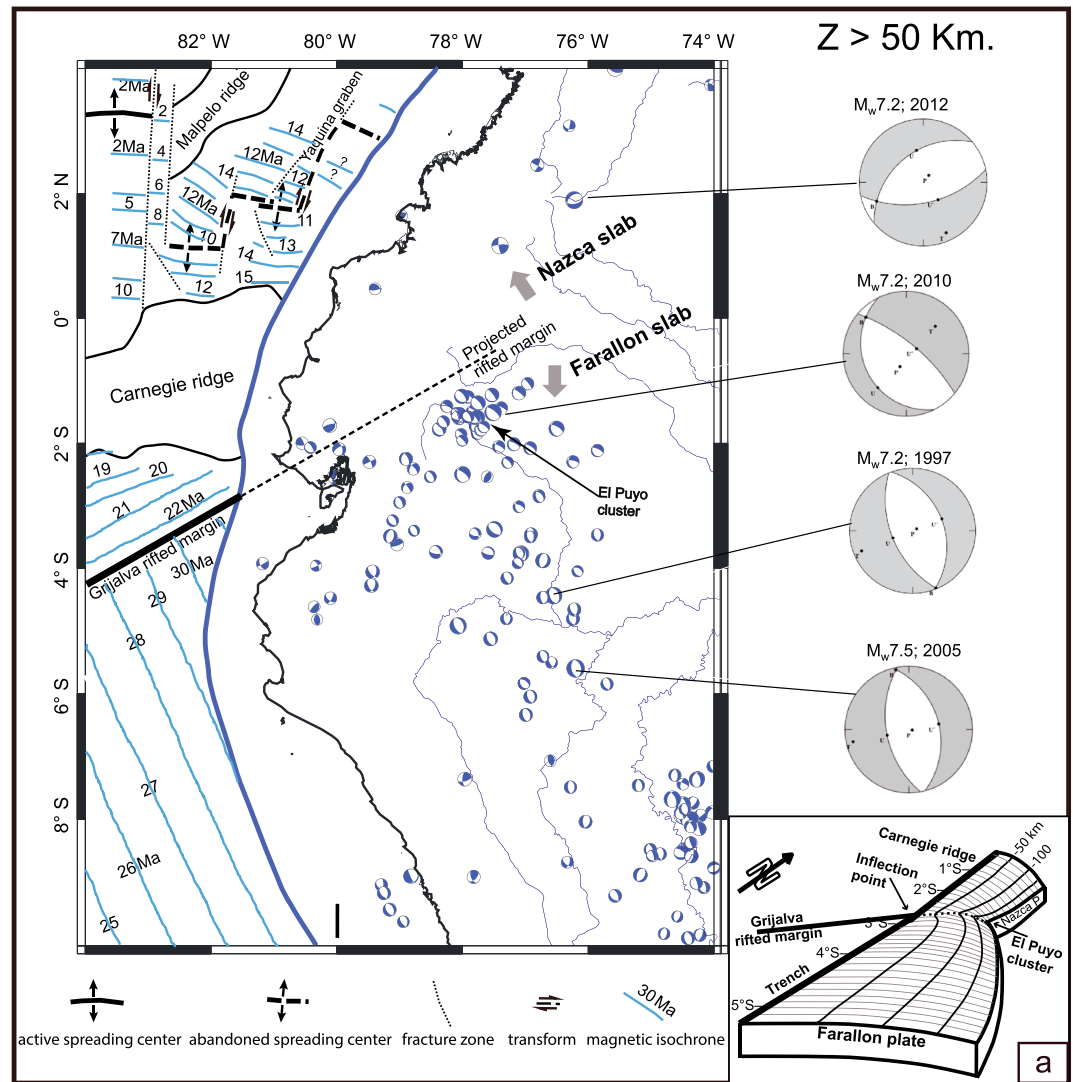 82° W
80° W
78° W
76° W
74° W
Z > 50 Km.
2Ma
2
Malpelo ridge
2Ma
4
14
12Ma
Yaquina graben
14
12
?
?
6
5
8
12Ma
10
11
7Ma
13
14
15
10
12
2° N
0°
2° S
4° S
6° S
8° S
Nazca slab
Farallon slab
Projected
rifted margin
Carnegie ridge
19
20
21
22Ma
Grijalva rifted margin
30 Ma
29
28
27
26 Ma
25
El Puyo
cluster
Mw7.2; 2012
U
P
B
U'
T
Mw7.2; 2010
B
T
U'
P
U
Mw7.2; 1997
U'
P
U
T
B
Mw7.5; 2005
B
U'
P
U
T
Carnegie ridge
-50 km
-100
Inflection
point
1°S
2°S
N
Grijalva
rifted margin
3°S
Nazca P.
El Puyo
cluster
4°S
Trench
5°S
Farallon plate
a
30 Ma
active spreading center
abandoned spreading center
fracture zone
transform
magnetic isochrone